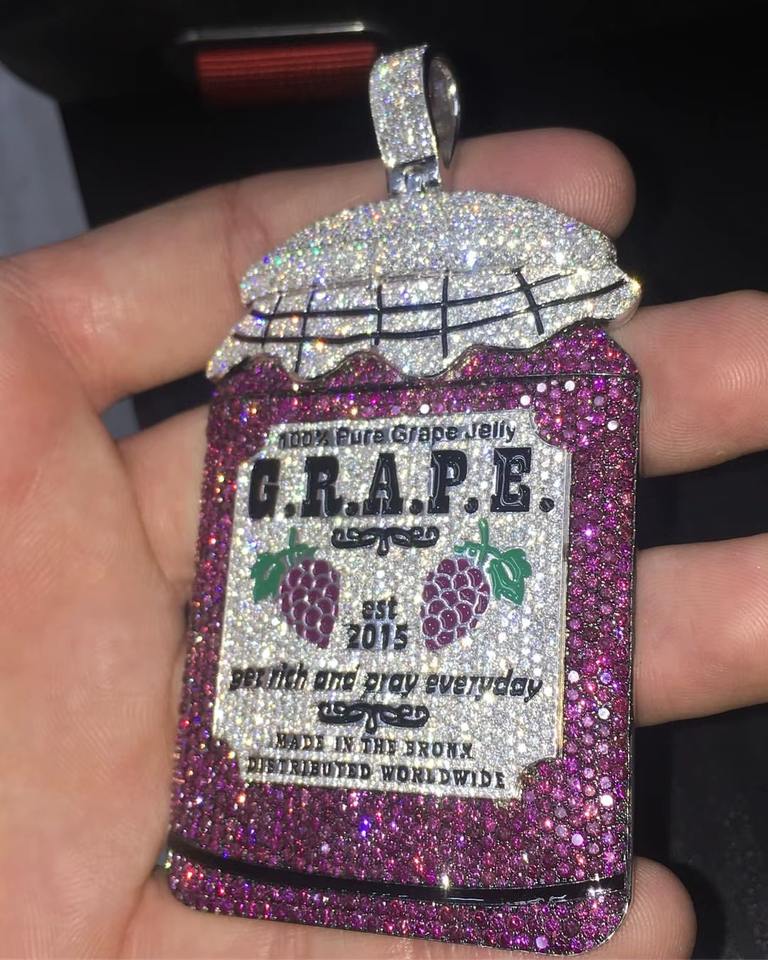 100% Pure Grape Jelly
G.R.A.P.E.
est
2015
get rich and pray everyday
MADE IN THE BRONX
DISTRIBUTED WORLDWIDE